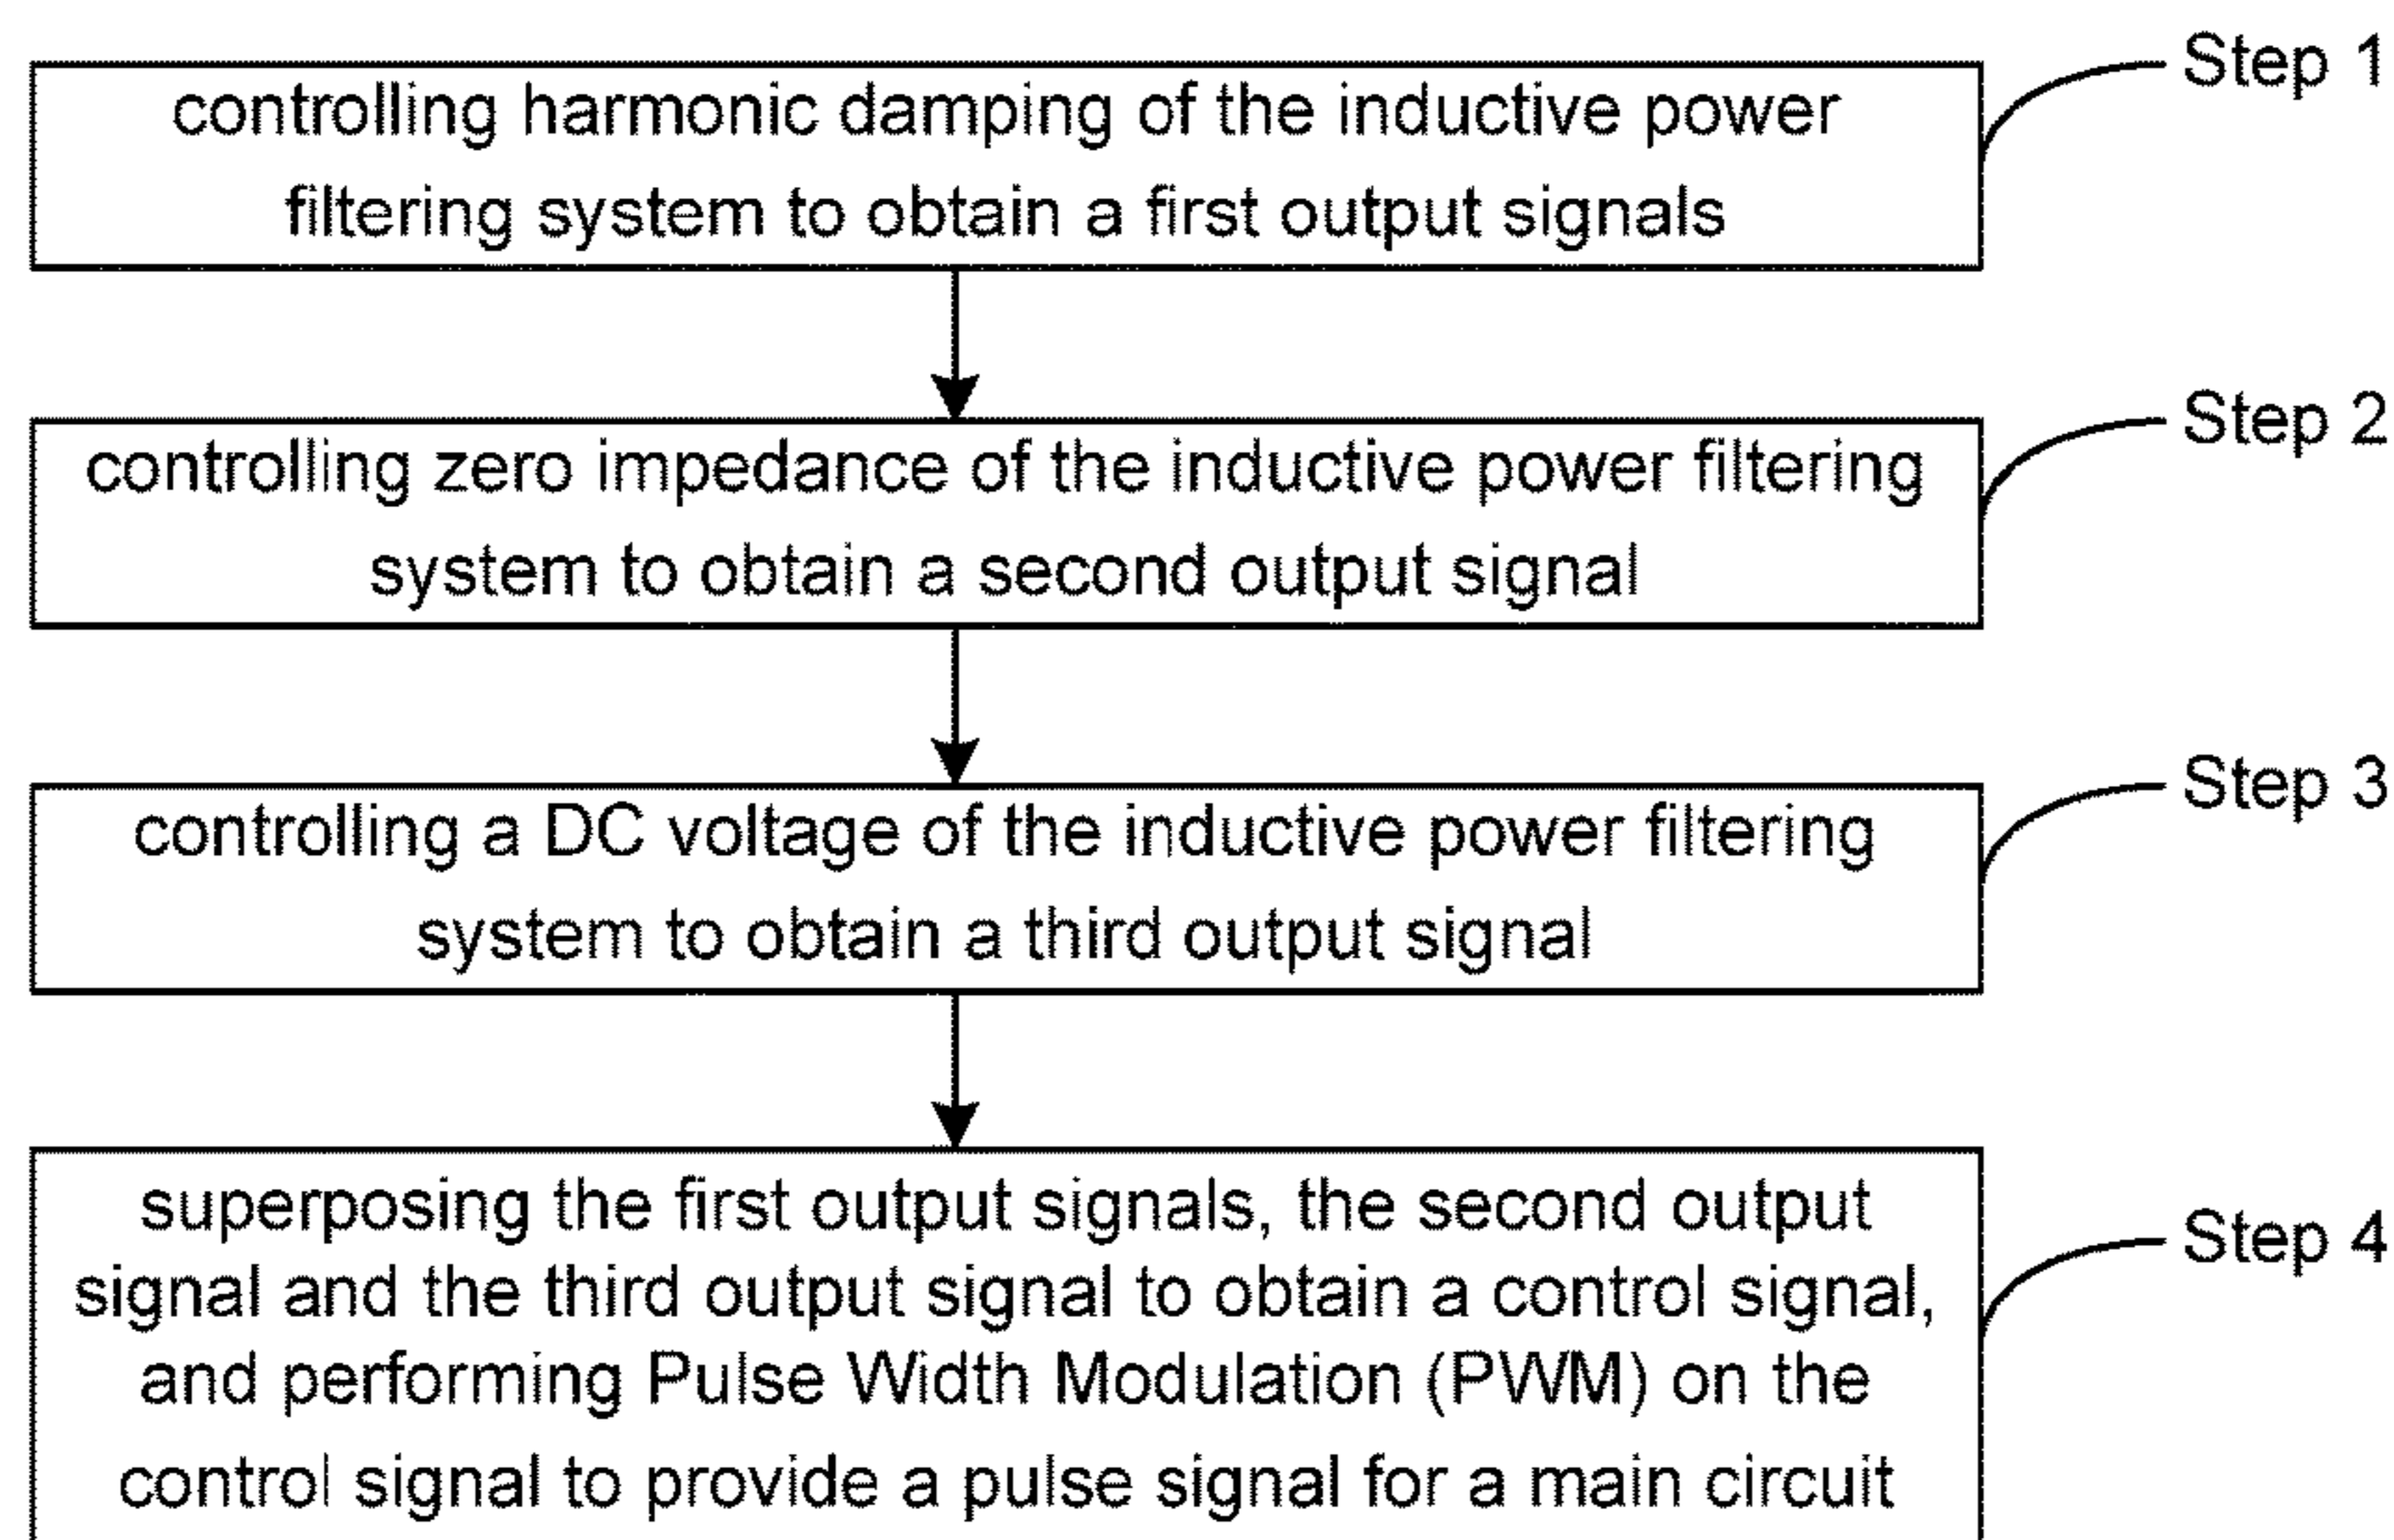 Step 1
controlling harmonic damping of the inductive power
filtering system to obtain a first output signals
Step 2
controlling zero impedance of the inductive power filtering
system to obtain a second output signal
Step 3
controlling a DC voltage of the inductive power filtering
system to obtain a third output signal
Step 4
superposing the first output signals, the second output
signal and the third output signal to obtain a control signal,
and performing Pulse Width Modulation (PWM) on the
control signal to provide a pulse signal for a main circuit